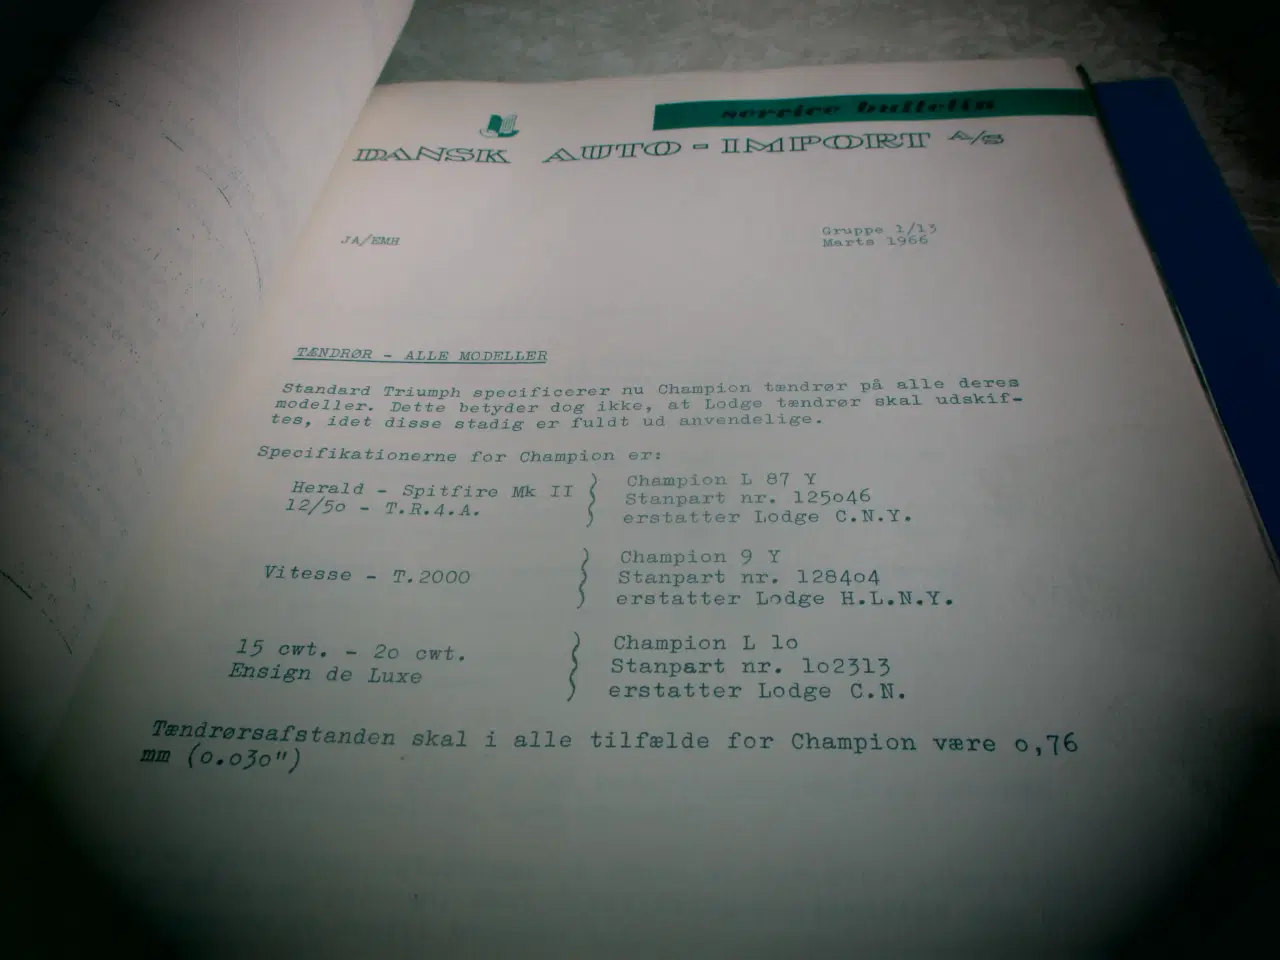 service bulletin
DANSK AUTO-IMPORT A/S
JA/EMH
Gruppe 1/13
Marts 1966
TÆNDRØR - ALLE MODELLER
Standard Triumph specificerer nu Champion tændrør på alle deres
modeller. Dette betyder dog ikke, at Lodge tændrør skal udskif-
tes, idet disse stadig er fuldt ud anvendelige.
Specifikationerne for Champion er:
Herald - Spitfire Mk II
12/5o - T.R.4.A.
Champion L 87 Y
Stanpart nr. 125o46
erstatter Lodge C.N.Y.
Vitesse - T.2000
Champion 9 Y
Stanpart nr. 1284o4
erstatter Lodge H.L.N.Y.
15 cwt. - 2o cwt.
Ensign de Luxe
Champion L lo
Stanpart nr. lo2313
erstatter Lodge C.N.
Tændrørsafstanden skal i alle tilfælde for Champion være o,76
mm (o.o3o")